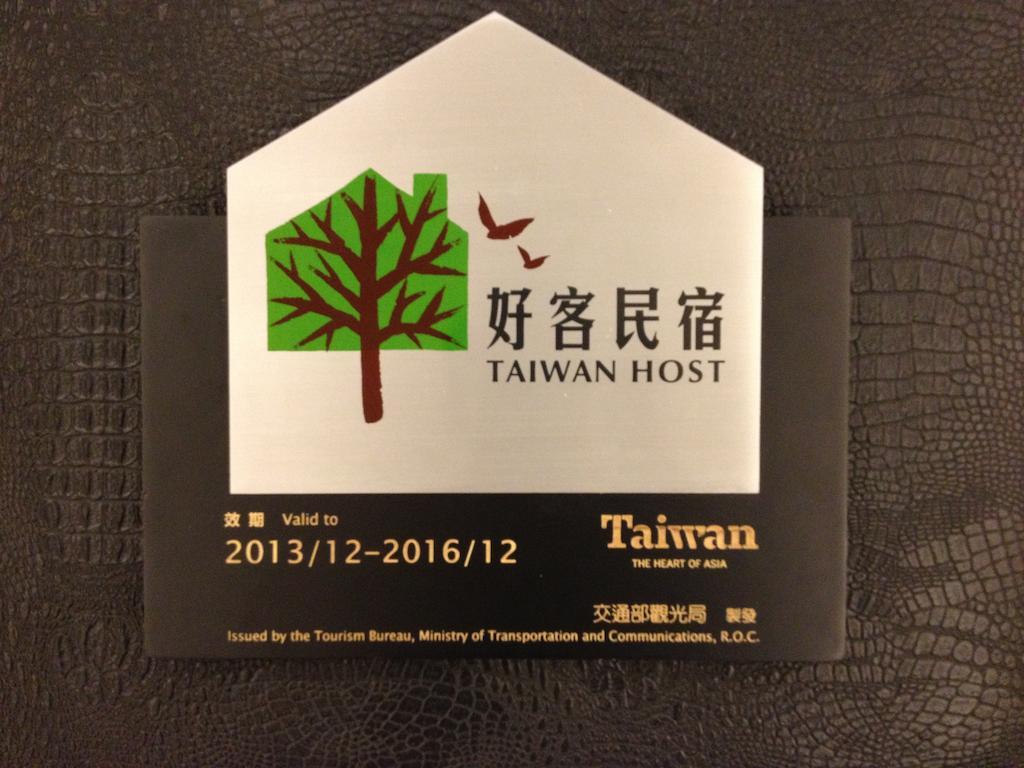 好客民宿
TAIWAN HOST
效期 Valid to
2013/12-2016/12
Taiwan
THE HEART OF ASIA
交通部觀光局 製發
Issued by the Tourism Bureau, Ministry of Transportation and Communications, R.O.C.